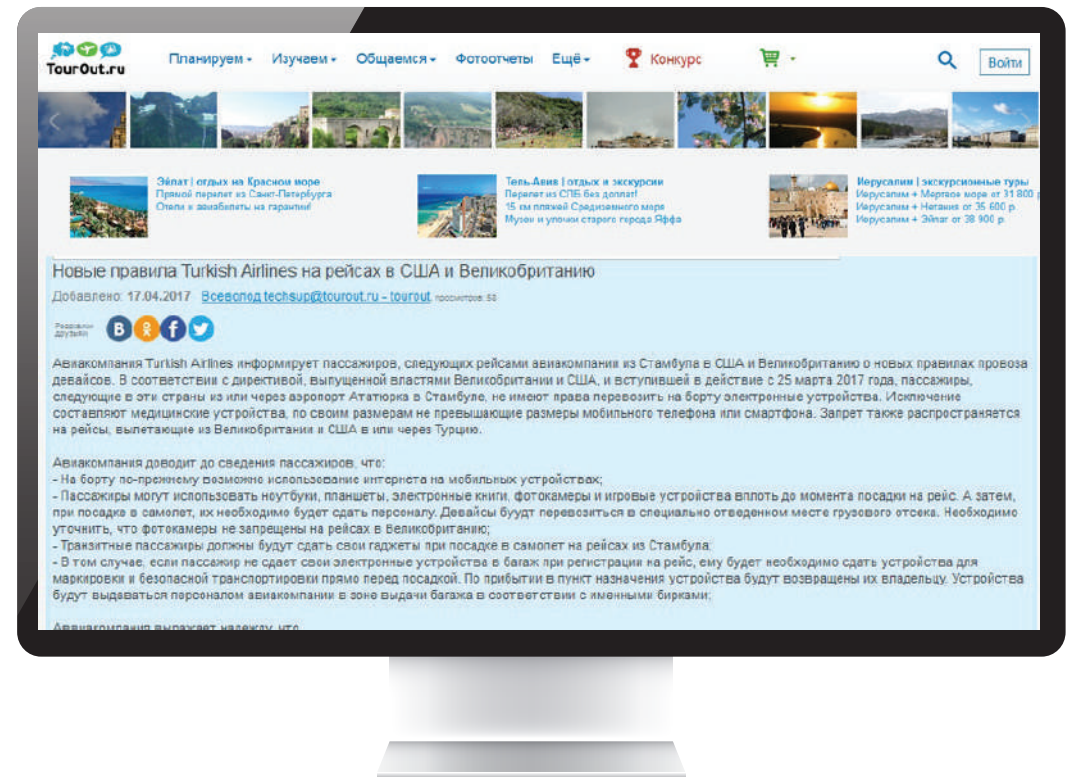 TourOut.ru
Планируем
Изучаем
Общаемся
Фотоотчеты
Ещё
Конкурс
Войти
Эйлат | отдых на Красном море
Прямой перелет из Санкт-Петербурга
Отели и авиабилеты на гарантии!
Тель-Авив | отдых и экскурсии
Перелет из СПБ без доплат!
15 км пляжей Средиземного моря
Музеи и улочки старого города Яффа
Иерусалим | экскурсионные туры
Иерусалим + Мертвое море от 31 800 р
Иерусалим + Нетания от 35 600 р.
Иерусалим + Эйлат от 38 900 р.
Новые правила Turkish Airlines на рейсах в США и Великобританию
Добавлено: 17.04.2017 Всеволод techsup@tourout.ru - tourout, просмотров: 58
друзьями
Авиакомпания Turkish Airlines информирует пассажиров, следующих рейсами авиакомпании из Стамбула в США и Великобританию о новых правилах провоза
девайсов. В соответствии с директивой, выпущенной властями Великобритании и США, и вступившей в действие с 25 марта 2017 года, пассажиры,
следующие в эти страны из или через аэропорт Ататюрка в Стамбуле, не имеют права перевозить на борту электронные устройства. Исключение
составляют медицинские устройства, по своим размерам не превышающие размеры мобильного телефона или смартфона. Запрет также распространяется
на рейсы, вылетающие из Великобритании и США в или через Турцию.
Авиакомпания доводит до сведения пассажиров, что:
- На борту по-прежнему возможно использование интернета на мобильных устройствах;
- Пассажиры могут использовать ноутбуки, планшеты, электронные книги, фотокамеры и игровые устройства вплоть до момента посадки на рейс. А затем,
при посадке в самолет, их необходимо будет сдать персоналу. Девайсы буудт перевозиться в специально отведенном месте грузового отсека. Необходимо
уточнить, что фотокамеры не запрещены на рейсах в Великобританию;
- Транзитные пассажиры должны будут сдать свои гаджеты при посадке в самолет на рейсах из Стамбула;
- В том случае, если пассажир не сдает свои электронные устройства в багаж при регистрации на рейс, ему будет необходимо сдать устройства для
маркировки и безопасной транспортировки прямо перед посадкой. По прибытии в пункт назначения устройства будут возвращены их владельцу. Устройства
будут выдаваться персоналом авиакомпании в зоне выдачи багажа в соответствии с именными бирками;
Авиакомпания выражает надежду, что